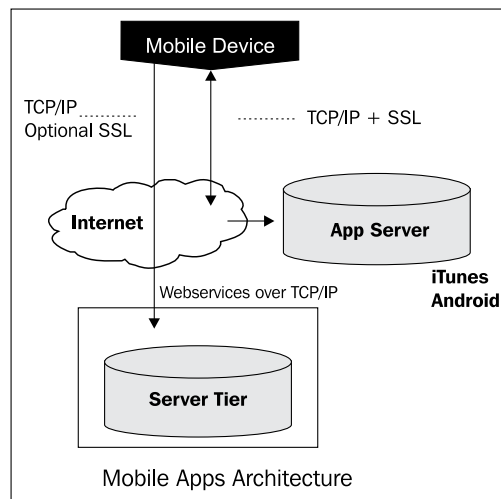 Mobile Device
TCP/IP
Optional SSL
TCP/IP + SSL
Internet
App Server
iTunes
Android
Webservices over TCP/IP
Server Tier
Mobile Apps Architecture